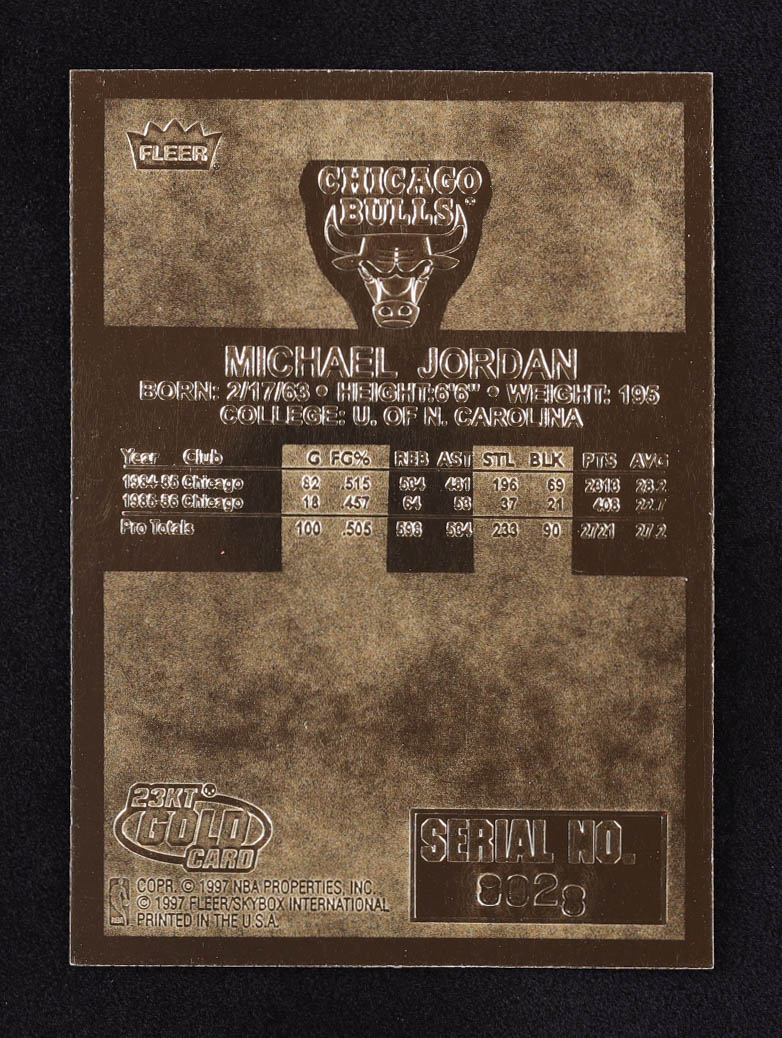 FLEER
CHICAGO
BULLS
MICHAEL JORDAN
BORN: 2/17/63 • HEIGHT:6'6" • WEIGHT: 195
COLLEGE: U. OF N. CAROLINA
Year Club G FG% REB AST STL BLK PTS AVG
1984-85 Chicago 82 .515 534 481 196 69 2313 28.2
1985-86 Chicago 18 .457 64 53 37 21 408 22.7
Pro Totals 100 .505 598 534 233 90 2721 27.2
23KT
GOLD
CARD
SERIAL NO.
COPR. © 1997 NBA PROPERTIES, INC.
© 1997 FLEER/SKYBOX INTERNATIONAL
PRINTED IN THE U.S.A.